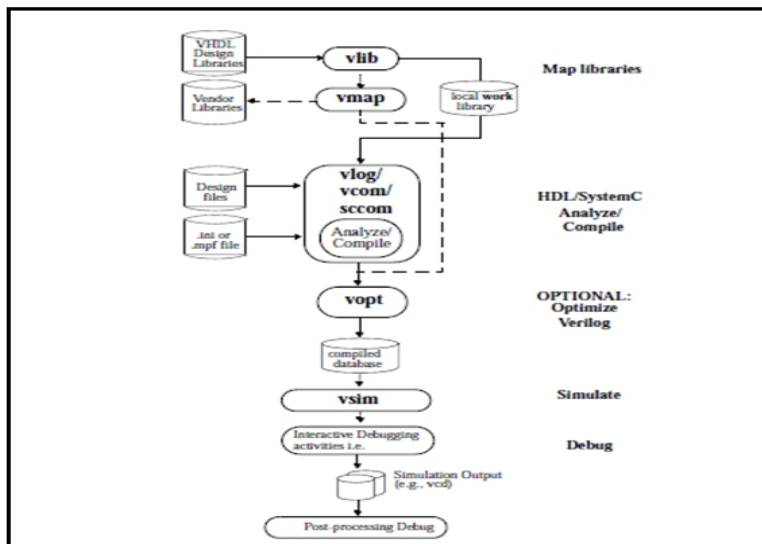 VHDL
Design
Libraries
vlib
Map libraries
Vendor
Libraries
vmap
local work
library
Design
files
vlog/
vcom/
sccom
HDL/SystemC
Analyze/
Compile
.ini or
.mpf file
Analyze/
Compile
vopt
OPTIONAL:
Optimize
Verilog
compiled
database
vsim
Simulate
Interactive Debugging
activities i.e.
Debug
Simulation Output
(e.g., vcd)
Post-processing Debug